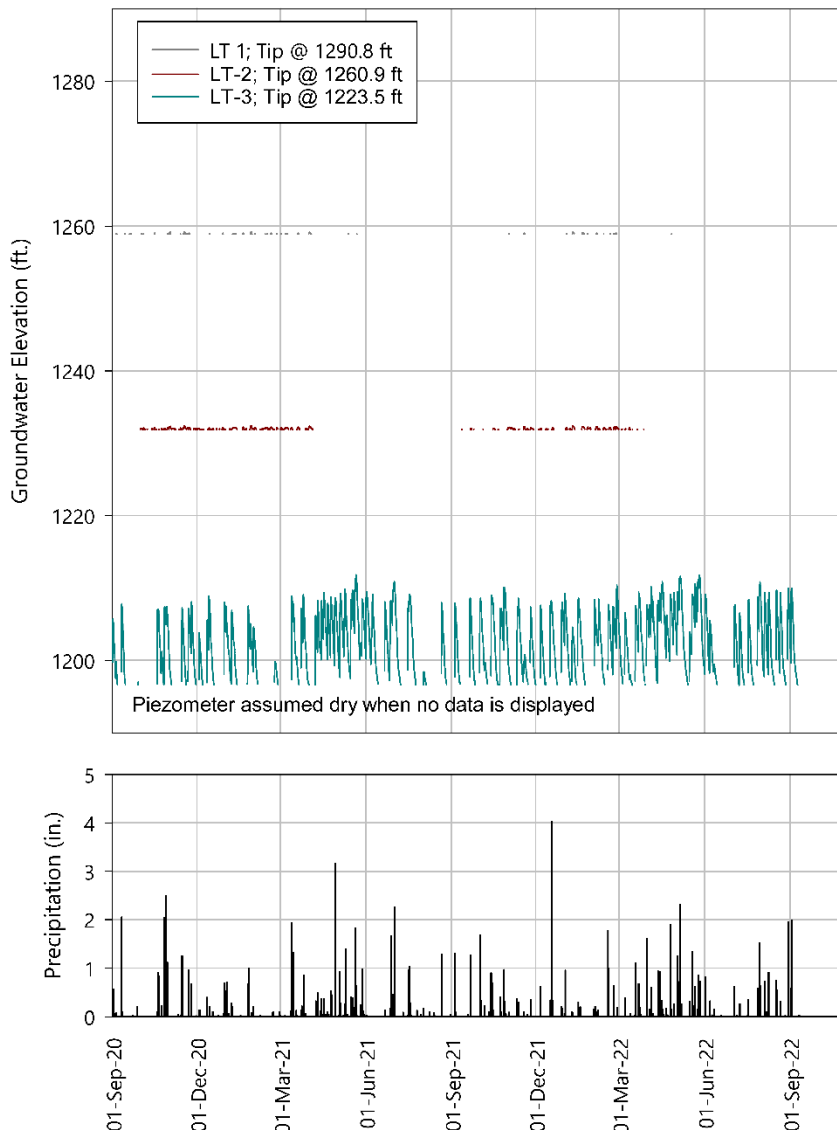 LT 1; Tip @ 1290.8 ft
LT-2; Tip @ 1260.9 ft
LT-3; Tip @ 1223.5 ft
1280
1260
1240
1220
1200
Groundwater Elevation (ft.)
Piezometer assumed dry when no data is displayed
5
4
3
2
1
0
Precipitation (in.)
01-Sep-20
01-Dec-20
01-Mar-21
01-Jun-21
01-Sep-21
01-Dec-21
01-Mar-22
01-Jun-22
01-Sep-22